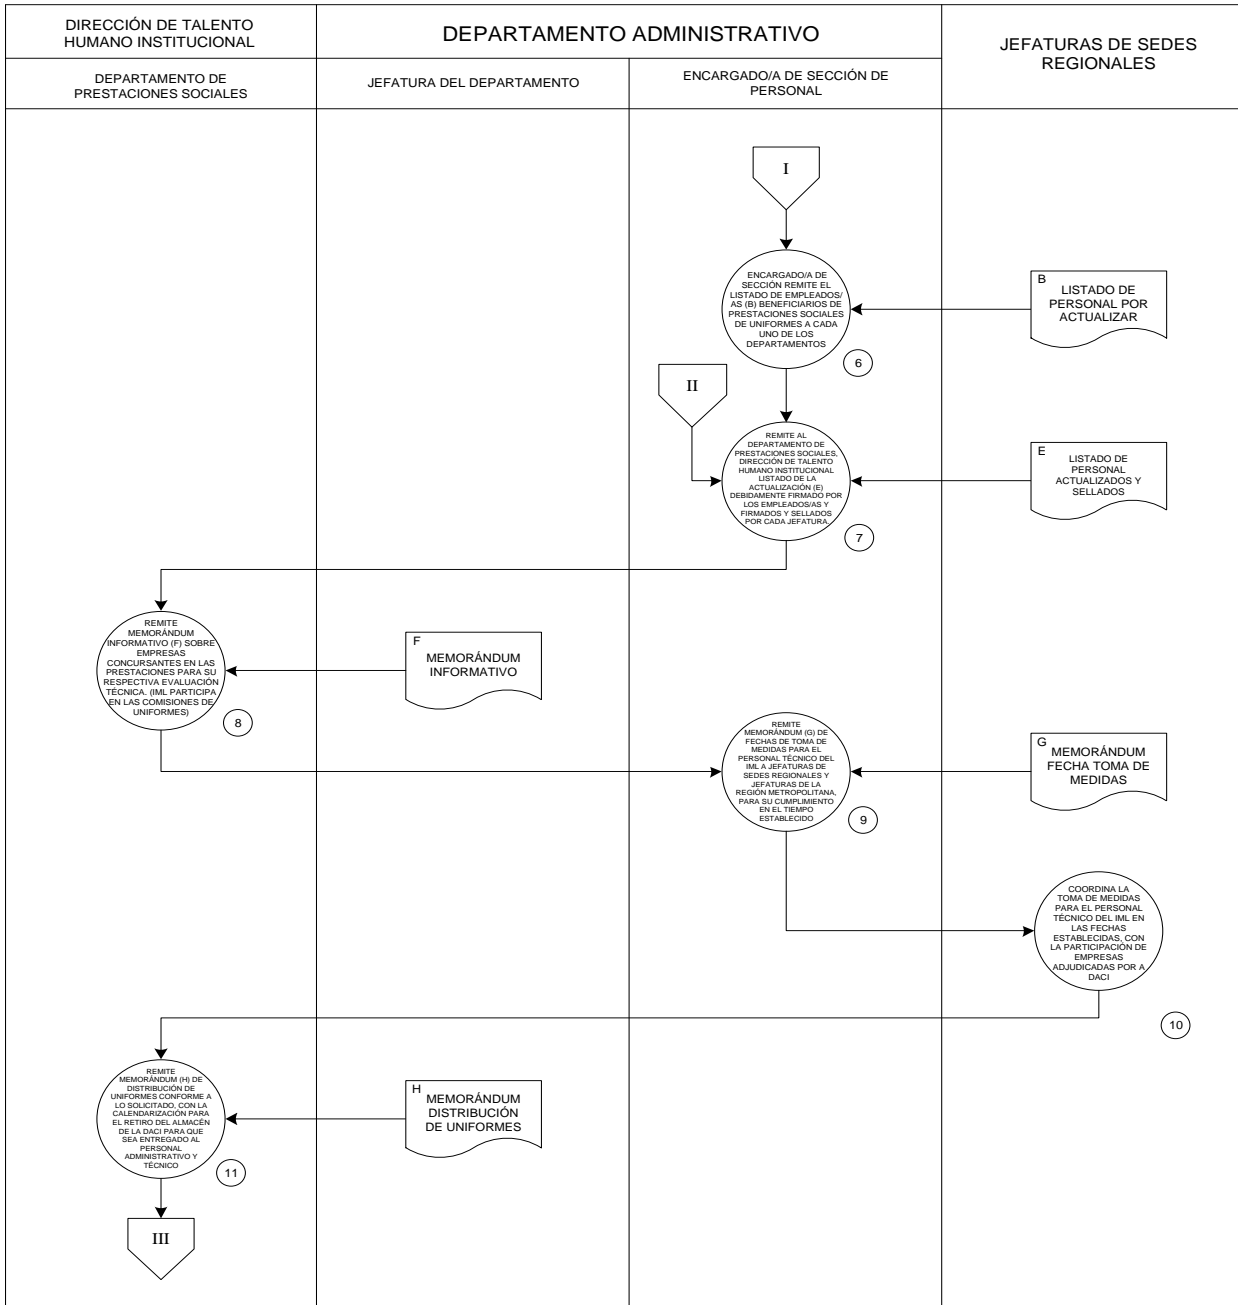 DIRECCIÓN DE TALENTO
HUMANO INSTITUCIONAL
DEPARTAMENTO ADMINISTRATIVO
JEFATURAS DE SEDES
REGIONALES
DEPARTAMENTO DE
PRESTACIONES SOCIALES
JEFATURA DEL DEPARTAMENTO
ENCARGADO/A DE SECCIÓN DE
PERSONAL
I
ENCARGADO/A DE
SECCIÓN REMITE EL
LISTADO DE EMPLEADOS/
AS (B) BENEFICIARIOS DE
PRESTACIONES SOCIALES
DE UNIFORMES A CADA
UNO DE LOS
DEPARTAMENTOS
6
B
LISTADO DE
PERSONAL POR
ACTUALIZAR
II
REMITE AL
DEPARTAMENTO DE
PRESTACIONES SOCIALES,
DIRECCIÓN DE TALENTO
HUMANO INSTITUCIONAL
LISTADO DE LA
ACTUALIZACIÓN (E)
DEBIDAMENTE FIRMADO POR
LOS EMPLEADOS/AS Y
FIRMADOS Y SELLADOS
POR CADA JEFATURA.
7
E
LISTADO DE
PERSONAL
ACTUALIZADOS Y
SELLADOS
REMITE
MEMORÁNDUM
INFORMATIVO (F) SOBRE
EMPRESAS
CONCURSANTES EN LAS
PRESTACIONES PARA SU
RESPECTIVA EVALUACIÓN
TÉCNICA. (IML PARTICIPA
EN LAS COMISIONES DE
UNIFORMES)
8
F
MEMORÁNDUM
INFORMATIVO
REMITE
MEMORÁNDUM (G) DE
FECHAS DE TOMA DE
MEDIDAS PARA EL
PERSONAL TÉCNICO DEL
IML A JEFATURAS DE
SEDES REGIONALES Y
JEFATURAS DE LA
REGIÓN METROPOLITANA,
PARA SU CUMPLIMIENTO
EN EL TIEMPO
ESTABLECIDO
9
G
MEMORÁNDUM
FECHA TOMA DE
MEDIDAS
COORDINA LA
TOMA DE MEDIDAS
PARA EL PERSONAL
TÉCNICO DEL IML EN
LAS FECHAS
ESTABLECIDAS, CON
LA PARTICIPACIÓN DE
EMPRESAS
ADJUDICADAS POR A
DACI
10
REMITE
MEMORÁNDUM (H) DE
DISTRIBUCIÓN DE
UNIFORMES CONFORME A
LO SOLICITADO, CON LA
CALENDARIZACIÓN PARA
EL RETIRO DEL ALMACÉN
DE LA DACI PARA QUE
SEA ENTREGADO AL
PERSONAL
ADMINISTRATIVO Y
TÉCNICO
11
H
MEMORÁNDUM
DISTRIBUCIÓN
DE UNIFORMES
III